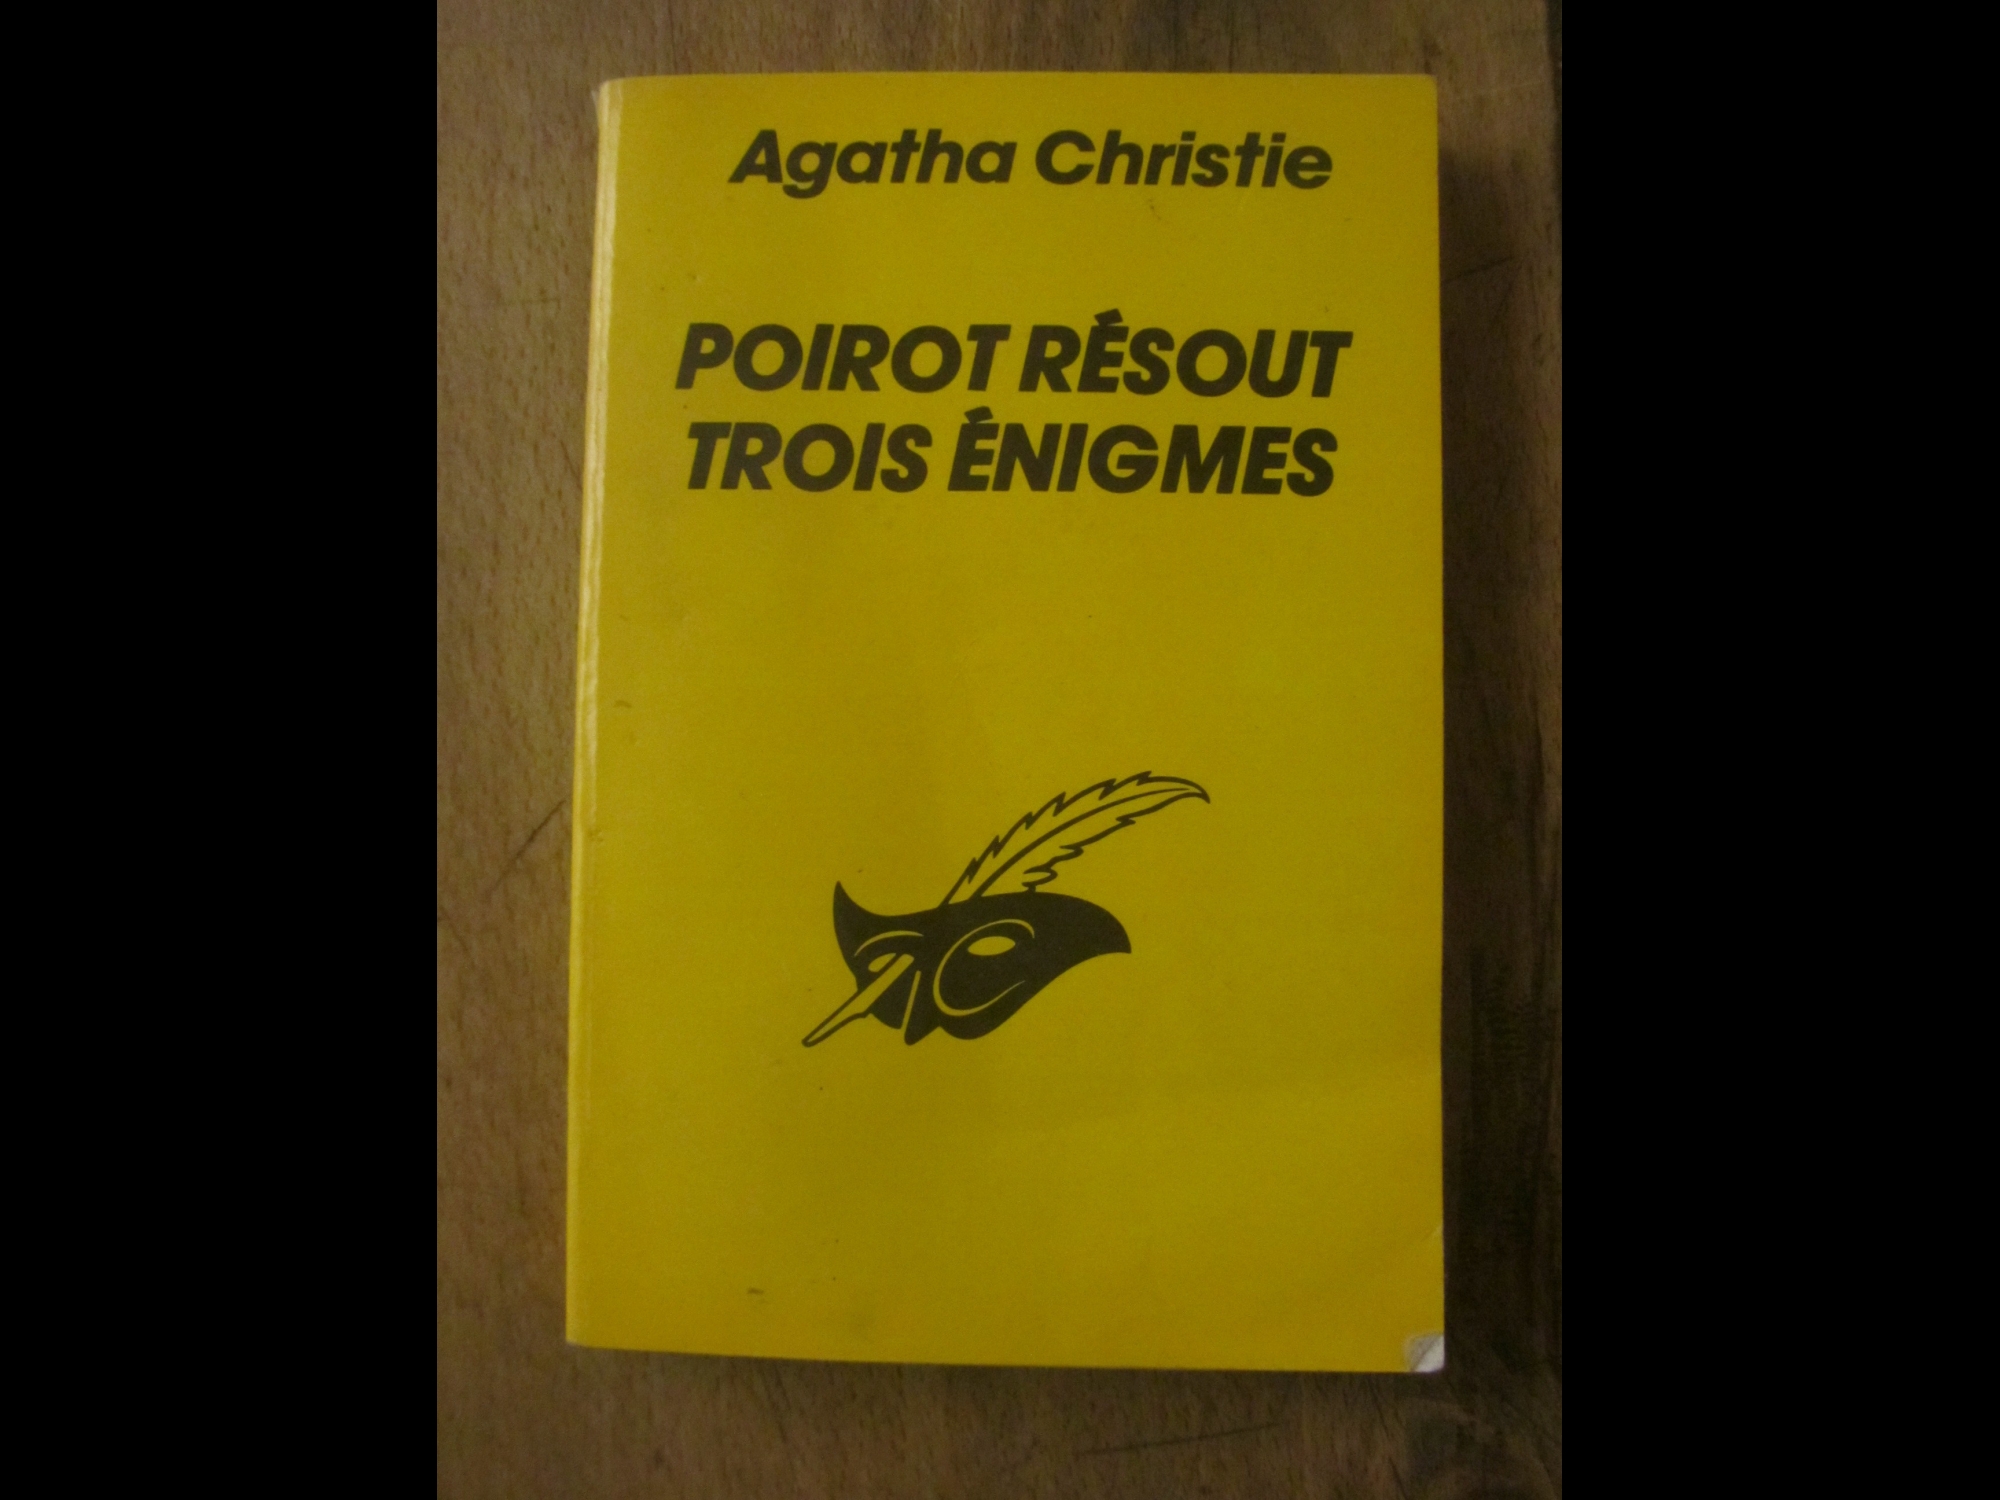 Agatha Christie
POIROT RÉSOUT
TROIS ÉNIGMES